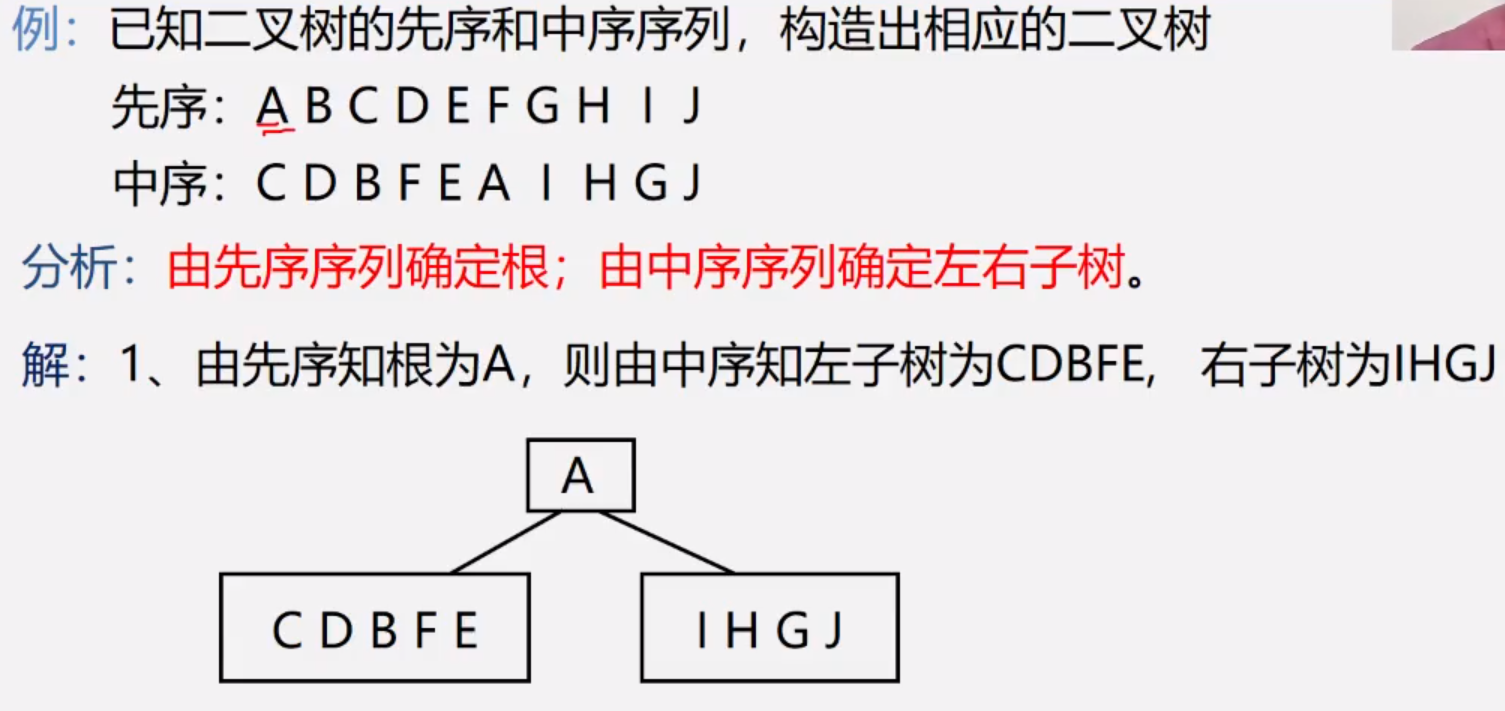 例：已知二叉树的先序和中序序列，构造出相应的二叉树
先序：A B C D E F G H I J
中序：C D B F E A I H G J
分析：由先序序列确定根；由中序序列确定左右子树。
解：1、由先序知根为A，则由中序知左子树为CDBFE, 右子树为IHGJ
A
C D B F E
I H G J